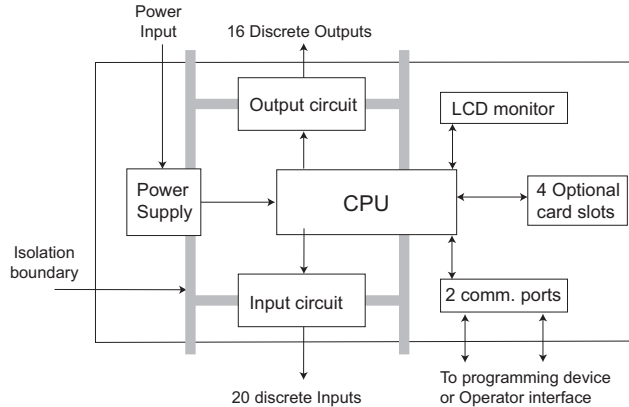 Power
Input
16 Discrete Outputs
Output circuit
LCD monitor
Power
Supply
CPU
4 Optional
card slots
Isolation
boundary
Input circuit
2 comm. ports
20 discrete Inputs
To programming device
or Operator interface